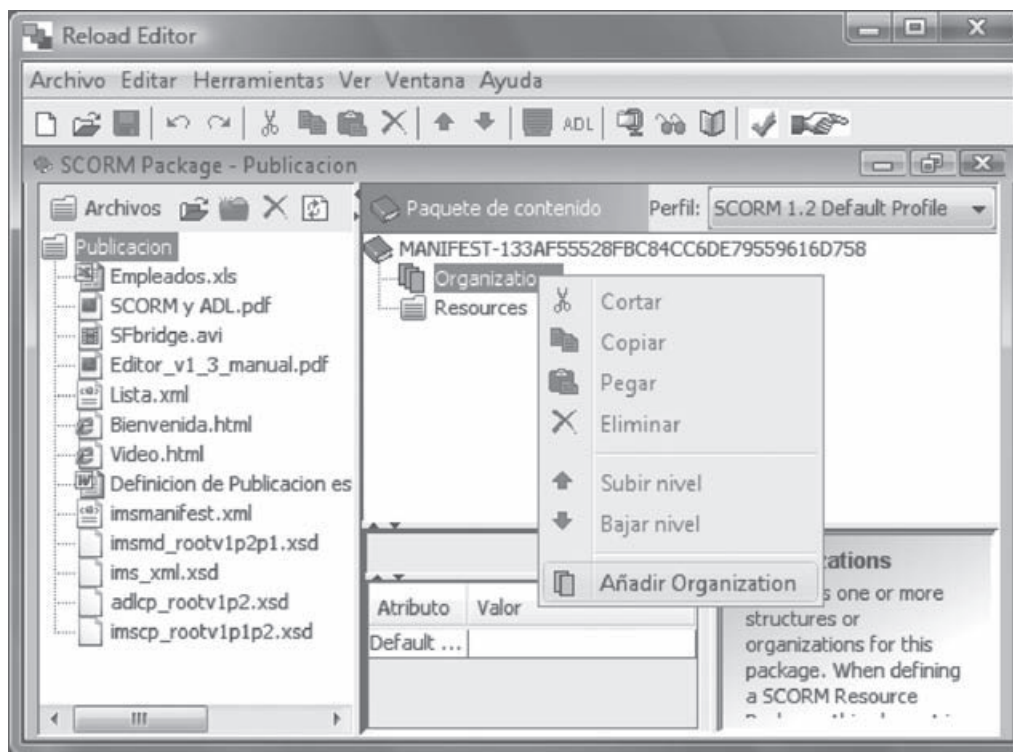 Reload Editor
Archivo Editar Herramientas Ver Ventana Ayuda
ADL
SCORM Package - Publicacion
Archivos
Paquete de contenido
Perfil: SCORM 1.2 Default Profile
Publicacion
Empleados.xls
SCORM y ADL.pdf
SFbridge.avi
Editor_v1_3_manual.pdf
Lista.xml
Bienvenida.html
Video.html
Definicion de Publicacion es
imsmanifest.xml
imsmd_rootv1p2p1.xsd
ims_xml.xsd
adlcp_rootv1p2.xsd
imscp_rootv1p1p2.xsd
MANIFEST-133AF55528FBC84CC6DE79559616D758
Organizatio
Resources
Cortar
Copiar
Pegar
Eliminar
Subir nivel
Bajar nivel
Añadir Organization
Atributo Valor
Default ...
zations
s one or more
structures or
organizations for this
package. When defining
a SCORM Resource